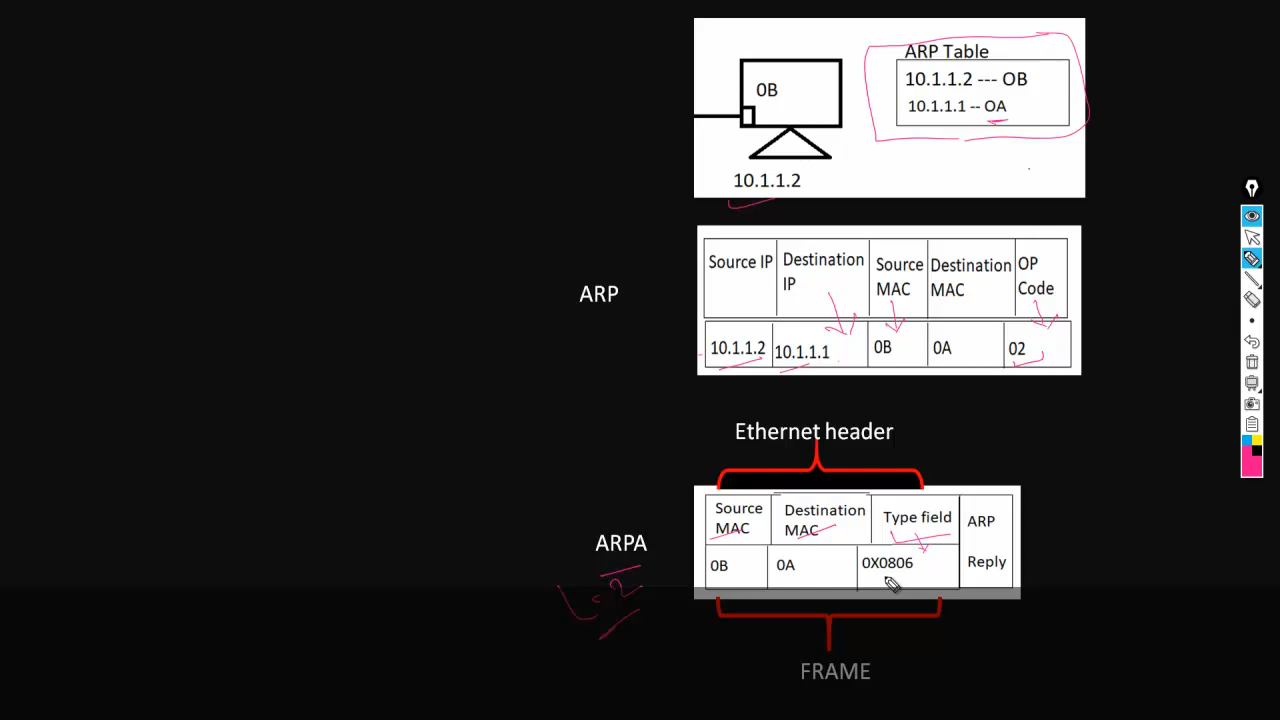 ARP Table
0B
10.1.1.2 --- OB
10.1.1.1 -- OA
10.1.1.2
Source IP
Destination IP
Source MAC
Destination MAC
OP Code
ARP
10.1.1.2
10.1.1.1
0B
0A
02
Ethernet header
Source MAC
Destination MAC
Type field
ARP Reply
ARPA
0B
0A
0X0806
2
FRAME